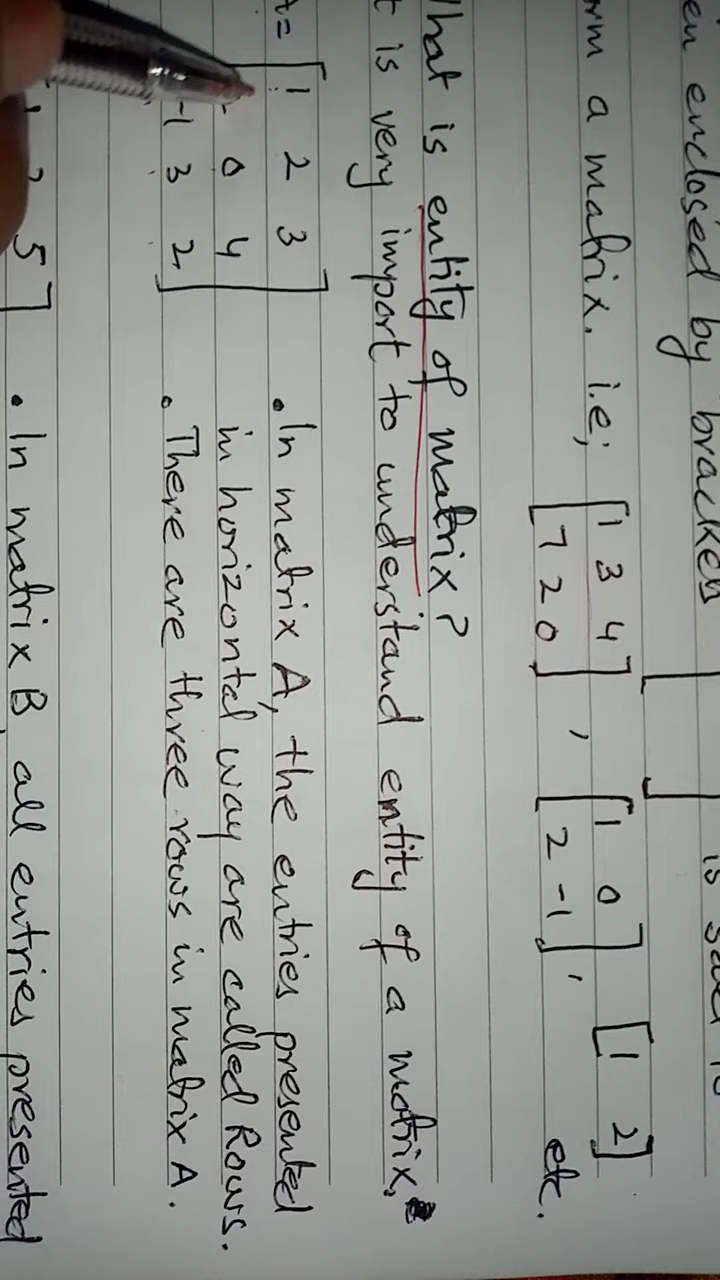 en enclosed by brackets [ ] is said to
rm a matrix. i.e; [1 3 4 7 2 0] , [1 0 2 -1] , [1 2] etc.
hat is entity of matrix?
t is very import to understand entity of a matrix.
A = [1 2 3
0 4
-1 3 2]
• In matrix A, the entries presented
in horizontal way are called Rows.
• There are three rows in matrix A.
5] • In matrix B, all entries presented